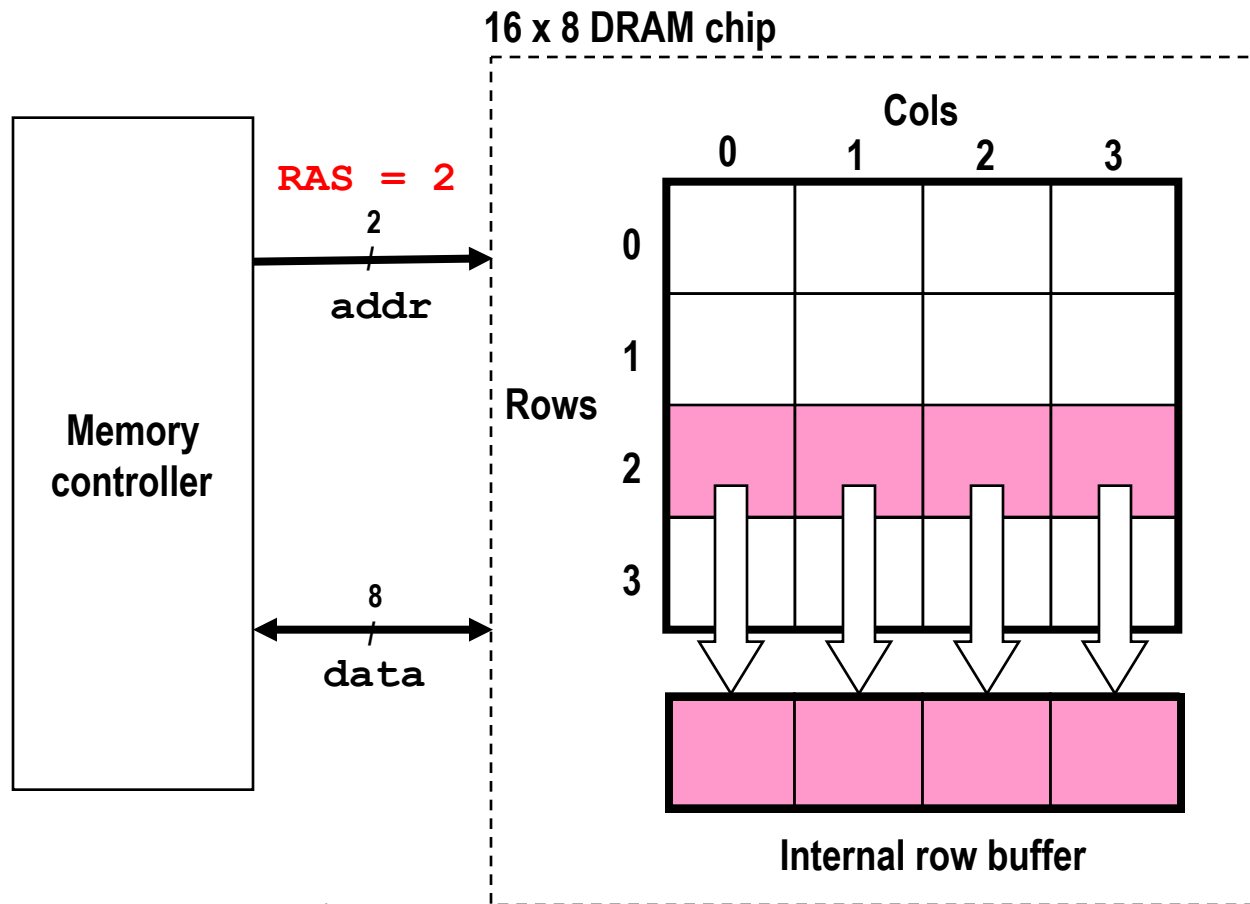 16 x 8 DRAM chip
Cols
0 1 2 3
RAS = 2
2
addr
0
1
Rows
2
3
Memory
controller
8
data
Internal row buffer